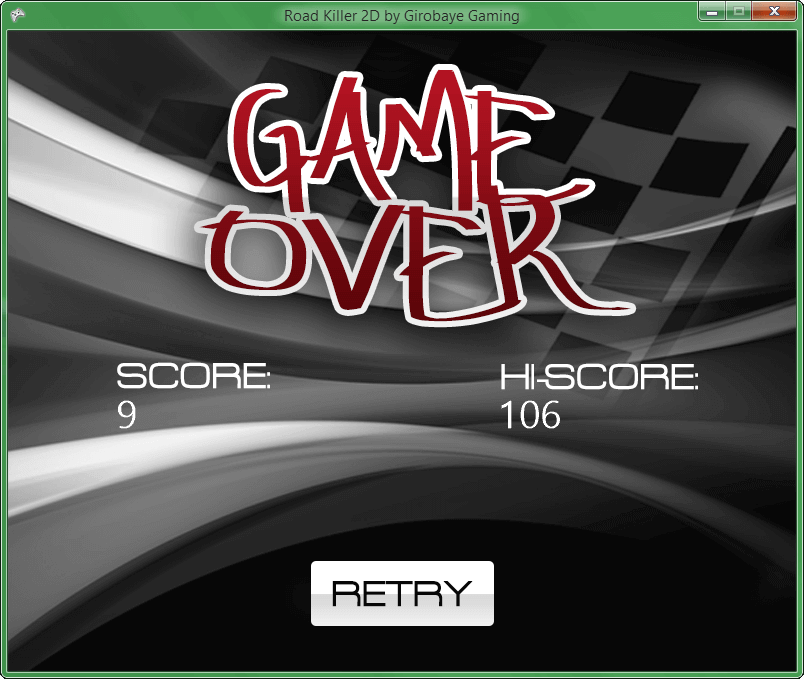 Road Killer 2D by Girobaye Gaming
GAME
OVER
SCORE:
9
HI-SCORE:
106
RETRY